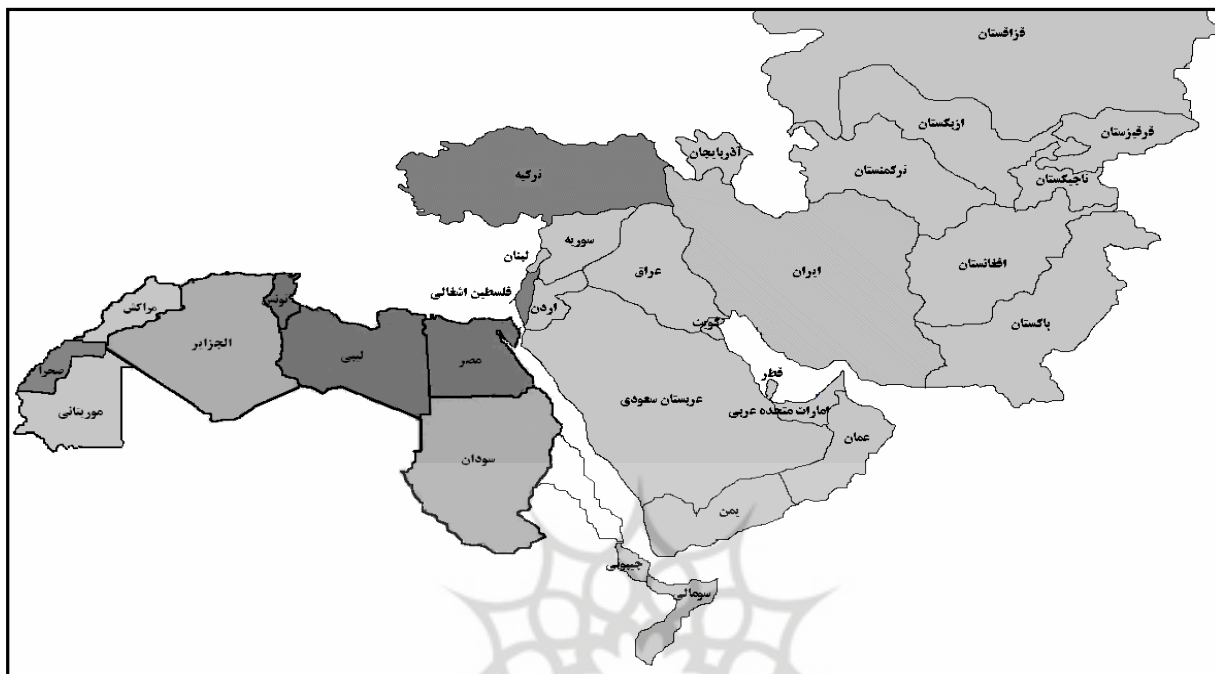 قزاقستان
ازبکستان
قرقیزستان
آذربایجان
ترکمنستان
تاجیکستان
ترکیه
سوریه
لبنان
عراق
ایران
افغانستان
فلسطین اشغالی
اردن
پاکستان
کویت
تونس
مراکش
الجزایر
لیبی
مصر
قطر
صحرا
عربستان سعودی
امارات متحده عربی
موریتانی
عمان
سودان
یمن
جیبوتی
سومالی